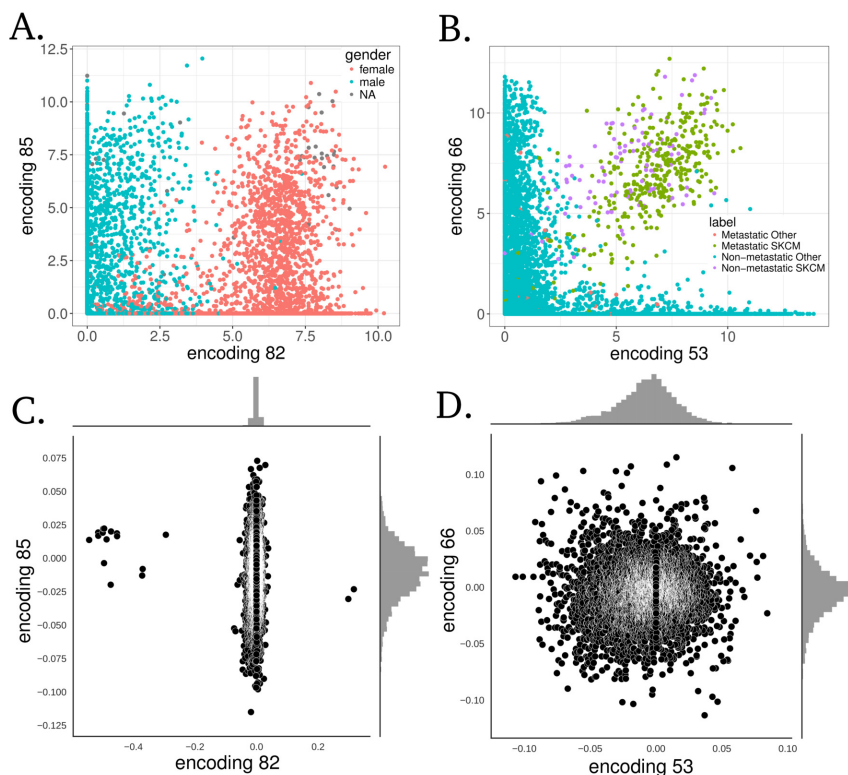 A.
12.5
10.0
7.5
5.0
2.5
0.0
encoding 85
gender
female
male
NA
0.0 2.5 5.0 7.5 10.0
encoding 82
B.
10
5
0
encoding 66
label
Metastatic Other
Metastatic SKCM
Non−metastatic Other
Non−metastatic SKCM
0 5 10
encoding 53
C.
0.075
0.050
0.025
0.000
−0.025
−0.050
−0.075
−0.100
−0.125
encoding 85
−0.4 −0.2 0.0 0.2
encoding 82
D.
0.10
0.05
0.00
−0.05
−0.10
encoding 66
−0.10 −0.05 0.00 0.05 0.10
encoding 53